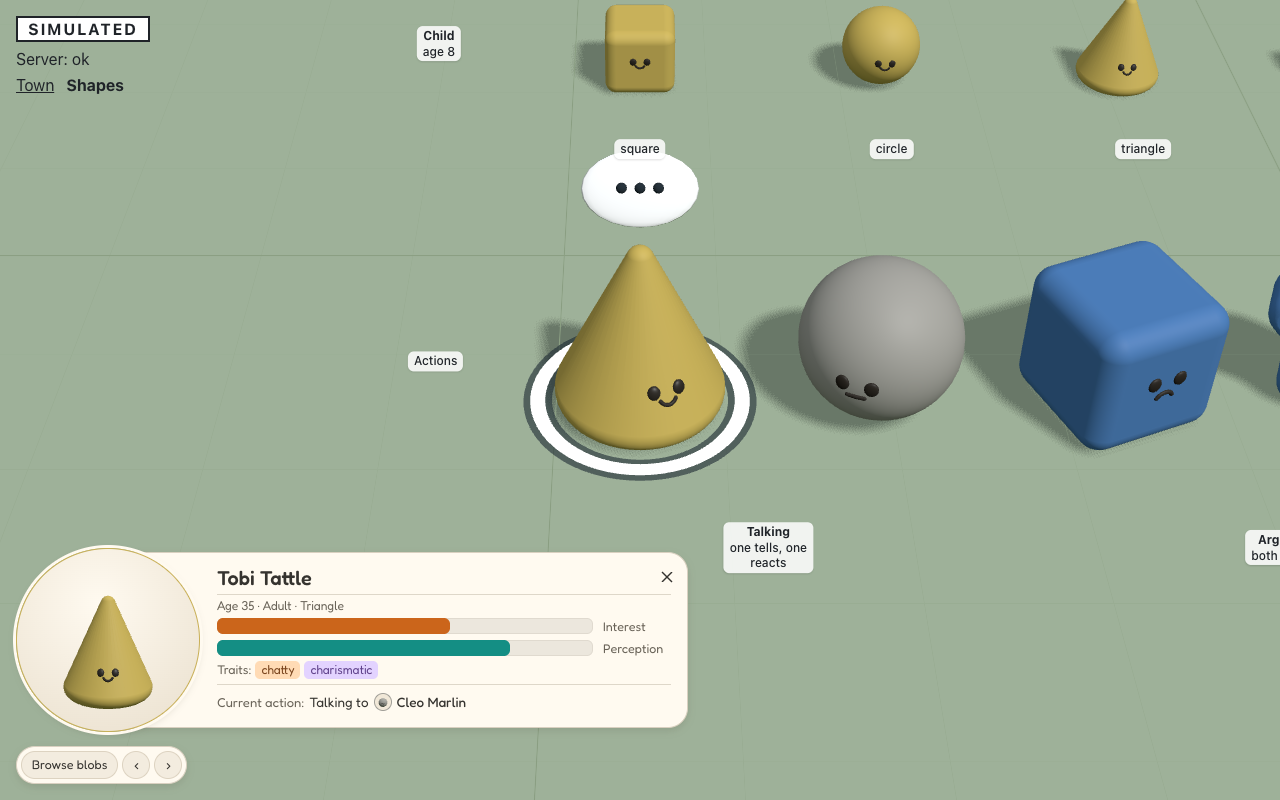 SIMULATED
Server: ok
Town Shapes
Child
age 8
square
circle
triangle
Actions
Talking
one tells, one
reacts
Arg
both
Tobi Tattle
Age 35 · Adult · Triangle
Interest
Perception
Traits: chatty charismatic
Current action: Talking to Cleo Marlin
Browse blobs